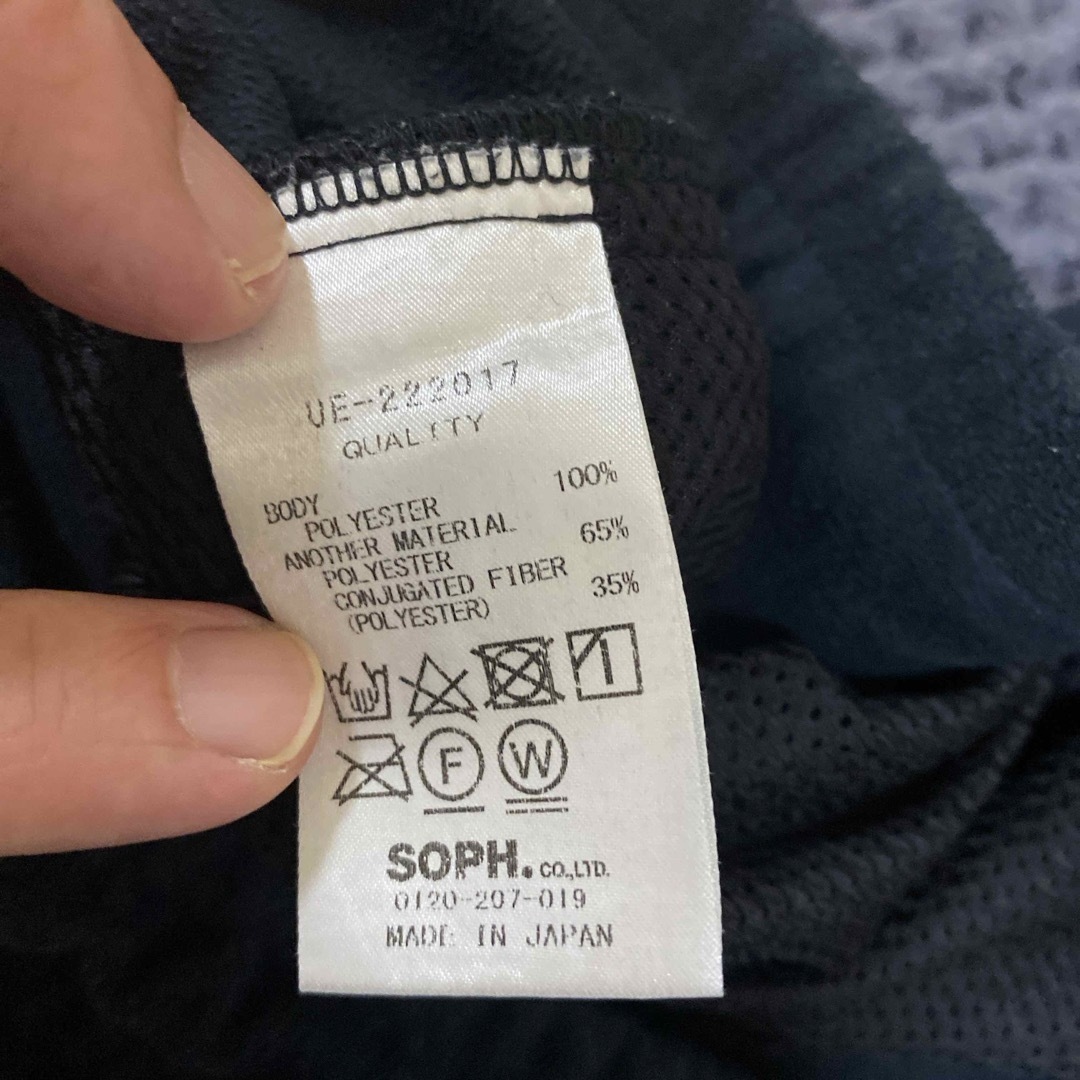 UE-222017
QUALITY
BODY
POLYESTER 100%
ANOTHER MATERIAL
POLYESTER 65%
CONJUGATED FIBER
(POLYESTER) 35%
F W
SOPH. CO.,LTD.
0120-207-019
MADE IN JAPAN